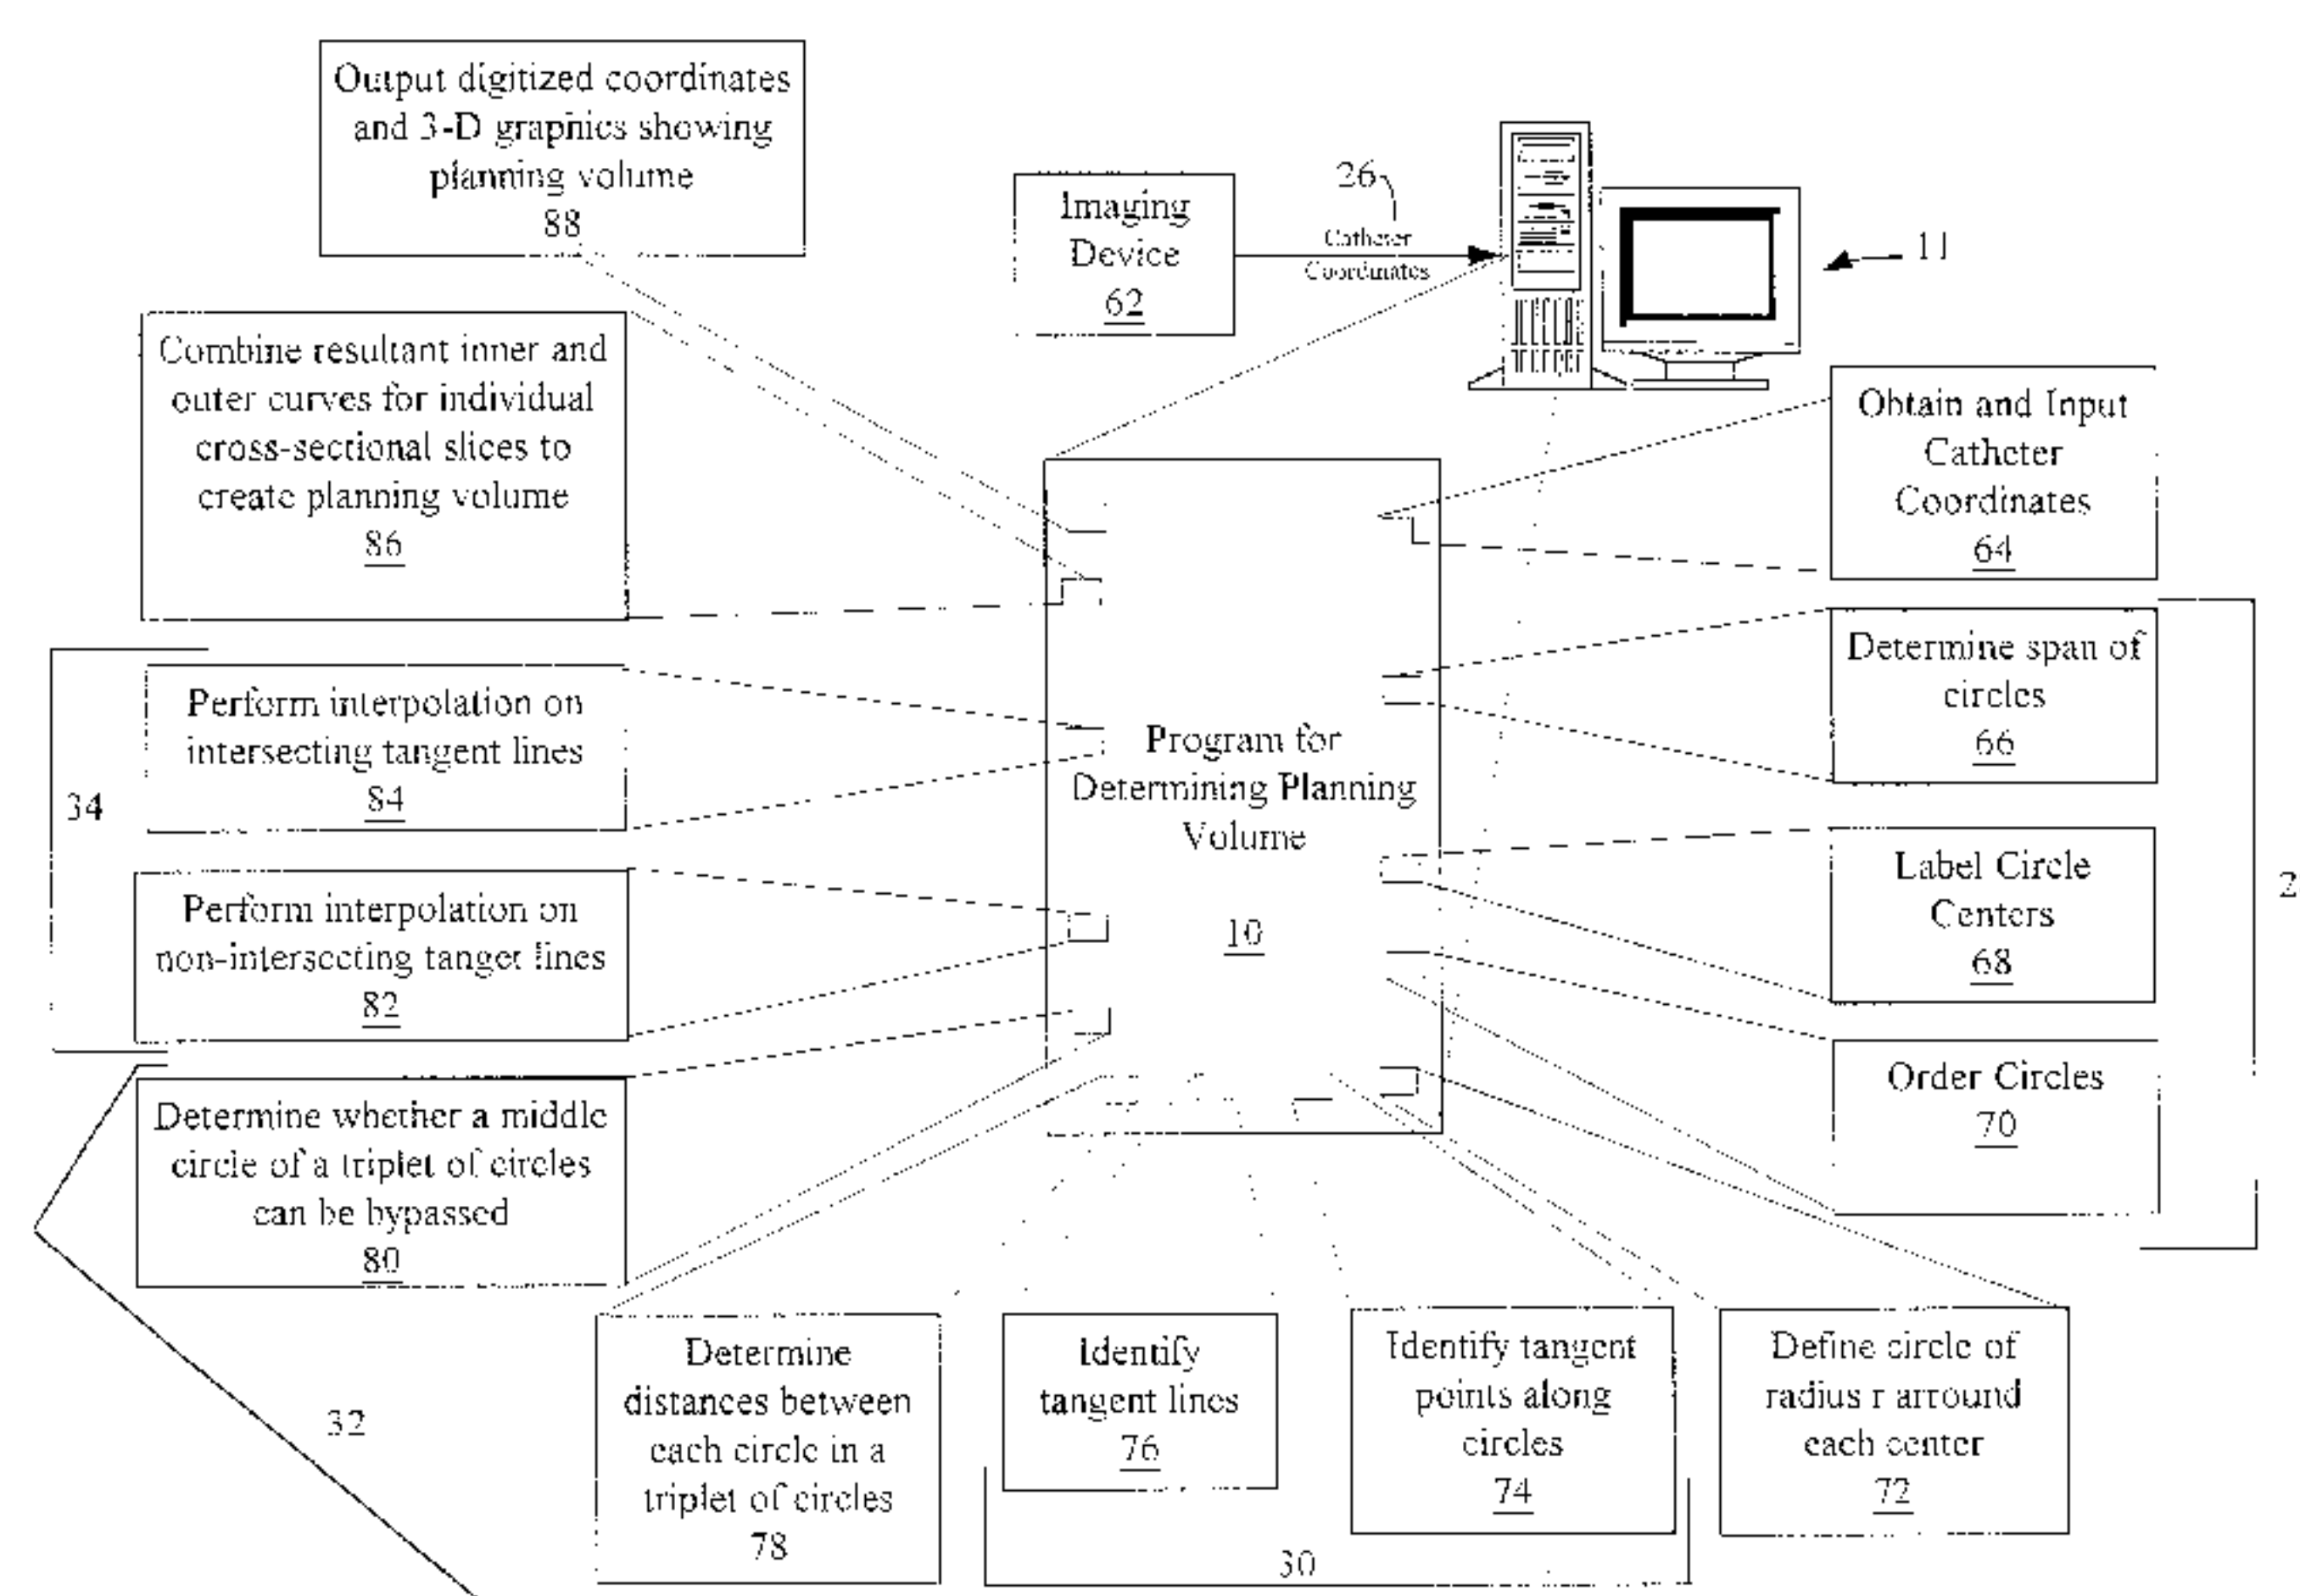 Output digitized coordinates
and 3-D graphics showing
planning volume
88
Imaging
Device
62
26
Catheter
Coordinates
11
Combine resultant inner and
outer curves for individual
cross-sectional slices to
create planning volume
86
Obtain and Input
Catheter
Coordinates
64
Perform interpolation on
intersecting tangent lines
84
34
Perform interpolation on
non-intersecting tanget lines
82
Program for
Determining Planning
Volume
10
Determine span of
circles
66
Label Circle
Centers
68
2
Order Circles
70
Determine whether a middle
circle of a triplet of circles
can be bypassed
80
32
Determine
distances between
each circle in a
triplet of circles
78
Identify
tangent lines
76
Identify tangent
points along
circles
74
30
Define circle of
radius r arround
each center
72